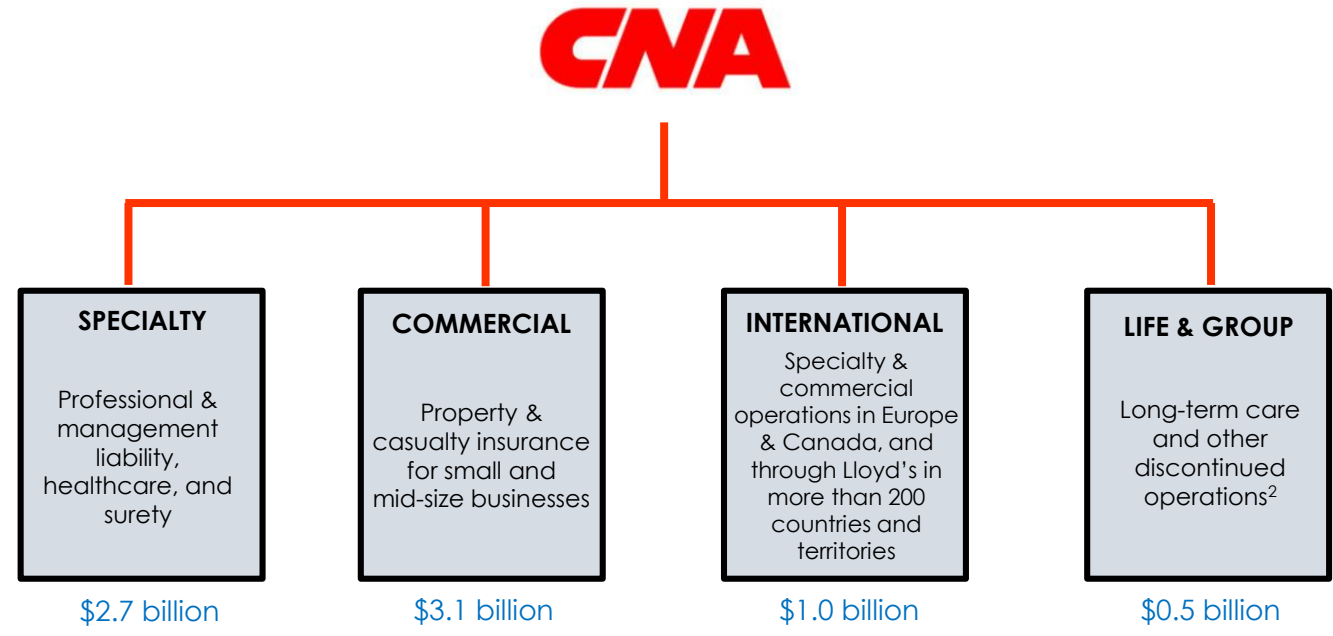 CNA
SPECIALTY
Professional &
management
liability,
healthcare, and
surety
$2.7 billion
COMMERCIAL
Property &
casualty insurance
for small and
mid-size businesses
$3.1 billion
INTERNATIONAL
Specialty &
commercial
operations in Europe
& Canada, and
through Lloyd’s in
more than 200
countries and
territories
$1.0 billion
LIFE & GROUP
Long-term care
and other
discontinued
operations²
$0.5 billion